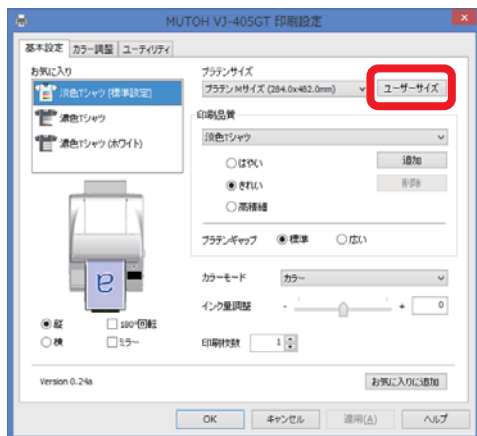 MUTOH VJ-405GT 印刷設定
基本設定 カラー調整 ユーティリティ
お気に入り
淡色Tシャツ [標準設定]
濃色Tシャツ
濃色Tシャツ (ホワイト)
プラテンサイズ
プラテン Mサイズ (284.0x482.0mm)
ユーザーサイズ
印刷品質
淡色Tシャツ
はやい
追加
きれい
削除
高精細
プラテンギャップ 標準 広い
カラーモード カラー
インク量調整 - + 0
印刷枚数 1
a
縦 180°回転
横 ミラー
Version 0.24a
お気に入りに追加
OK キャンセル 適用(A) ヘルプ